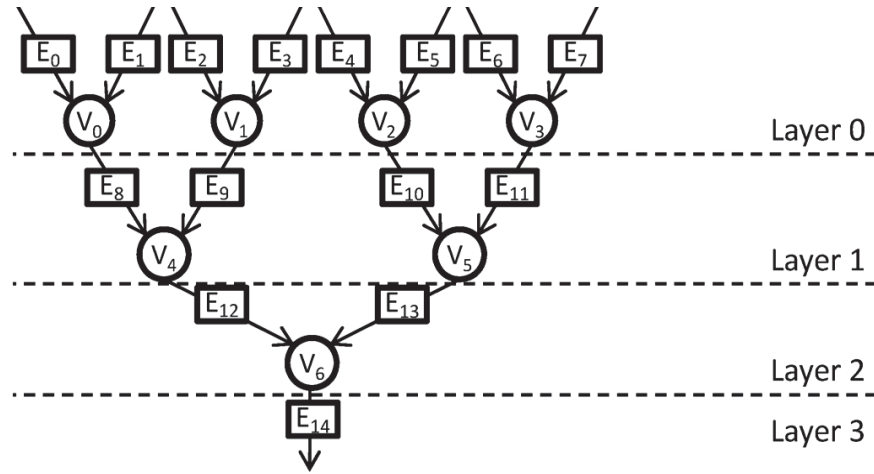 E₀ E₁ E₂ E₃ E₄ E₅ E₆ E₇
V₀ V₁ V₂ V₃ Layer 0
E₈ E₉ E₁₀ E₁₁
V₄ V₅ Layer 1
E₁₂ E₁₃
V₆ Layer 2
E₁₄ Layer 3